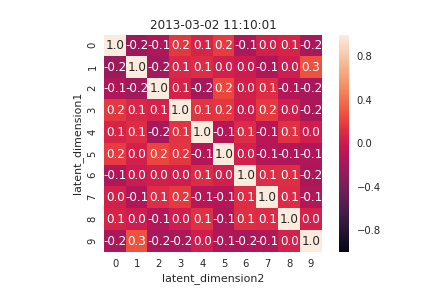 2013-03-02 11:10:01
0 1.0 -0.2 -0.1 0.2 0.1 0.2 -0.1 0.0 0.1 -0.2
1 -0.2 1.0 -0.2 0.1 0.1 0.0 0.0 -0.1 0.0 0.3
2 -0.1 -0.2 1.0 0.1 -0.2 0.2 0.0 0.1 -0.0 -0.2
3 0.2 0.1 0.1 1.0 0.1 0.2 0.0 0.2 0.0 -0.2
4 0.1 0.1 -0.2 0.1 1.0 -0.1 0.1 -0.1 0.1 0.0
5 0.2 0.0 0.2 0.2 -0.1 1.0 0.0 -0.1 -0.1 -0.1
6 -0.1 0.0 0.0 0.0 0.1 0.0 1.0 0.1 0.1 -0.2
7 0.0 -0.1 0.1 0.2 -0.1 -0.1 0.1 1.0 0.1 -0.1
8 0.1 0.0 -0.0 0.0 0.1 -0.1 0.1 0.1 1.0 0.0
9 -0.2 0.3 -0.2 -0.2 0.0 -0.1 -0.2 -0.1 0.0 1.0
0 1 2 3 4 5 6 7 8 9
latent_dimension2
latent_dimension1
0.8
0.4
0.0
-0.4
-0.8